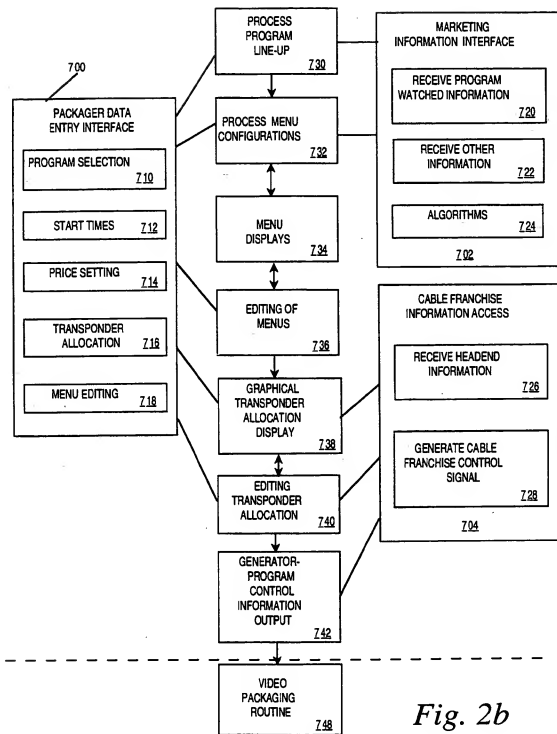 700
PACKAGER DATA
ENTRY INTERFACE
PROGRAM SELECTION
710
START TIMES
712
PRICE SETTING
714
TRANSPONDER
ALLOCATION
716
MENU EDITING
718
PROCESS
PROGRAM
LINE-UP
730
PROCESS MENU
CONFIGURATIONS
732
MENU
DISPLAYS
734
EDITING OF
MENUS
736
GRAPHICAL
TRANSPONDER
ALLOCATION
DISPLAY
738
EDITING
TRANSPONDER
ALLOCATION
740
GENERATOR-
PROGRAM
CONTROL
INFORMATION
OUTPUT
742
VIDEO
PACKAGING
ROUTINE
748
MARKETING
INFORMATION INTERFACE
RECEIVE PROGRAM
WATCHED INFORMATION
720
RECEIVE OTHER
INFORMATION
722
ALGORITHMS
724
702
CABLE FRANCHISE
INFORMATION ACCESS
RECEIVE HEADEND
INFORMATION
726
GENERATE CABLE
FRANCHISE CONTROL
SIGNAL
728
704
Fig. 2b